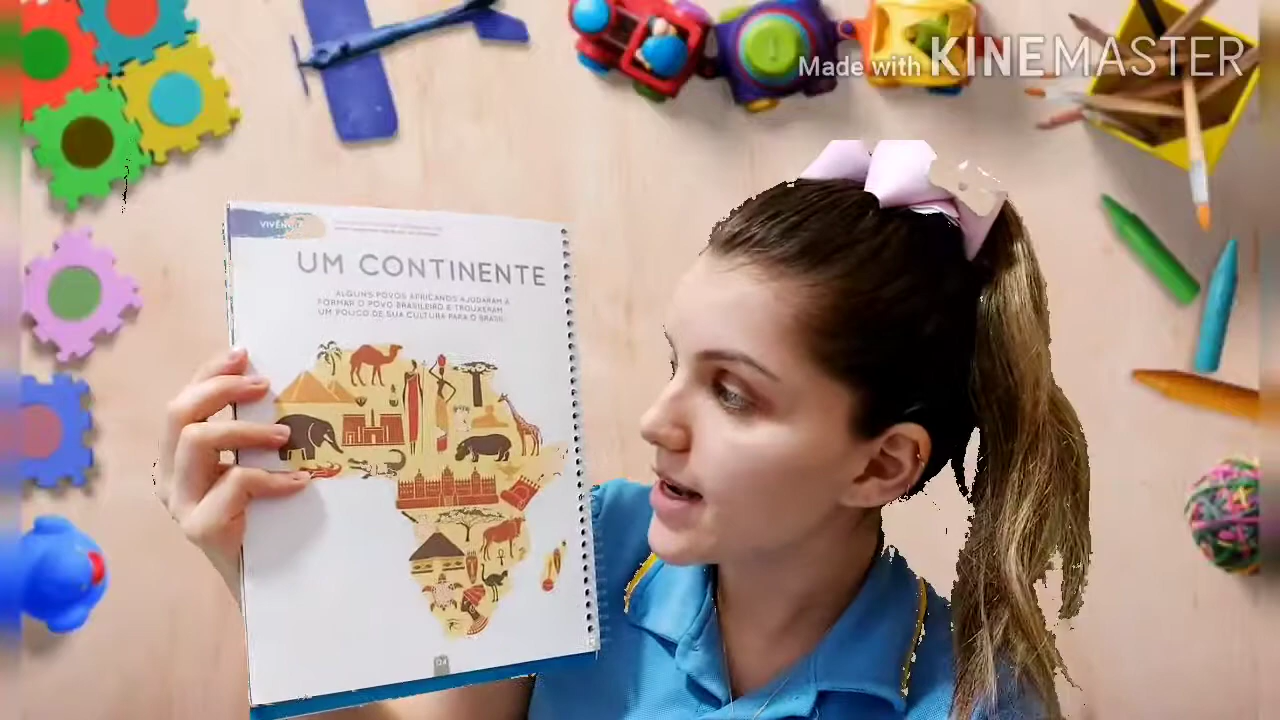 Made with KINEMASTER
VIVÊNCIA
UM CONTINENTE
ALGUNS POVOS AFRICANOS AJUDARAM A
FORMAR O POVO BRASILEIRO E TROUXERAM
UM POUCO DE SUA CULTURA PARA O BRASIL.